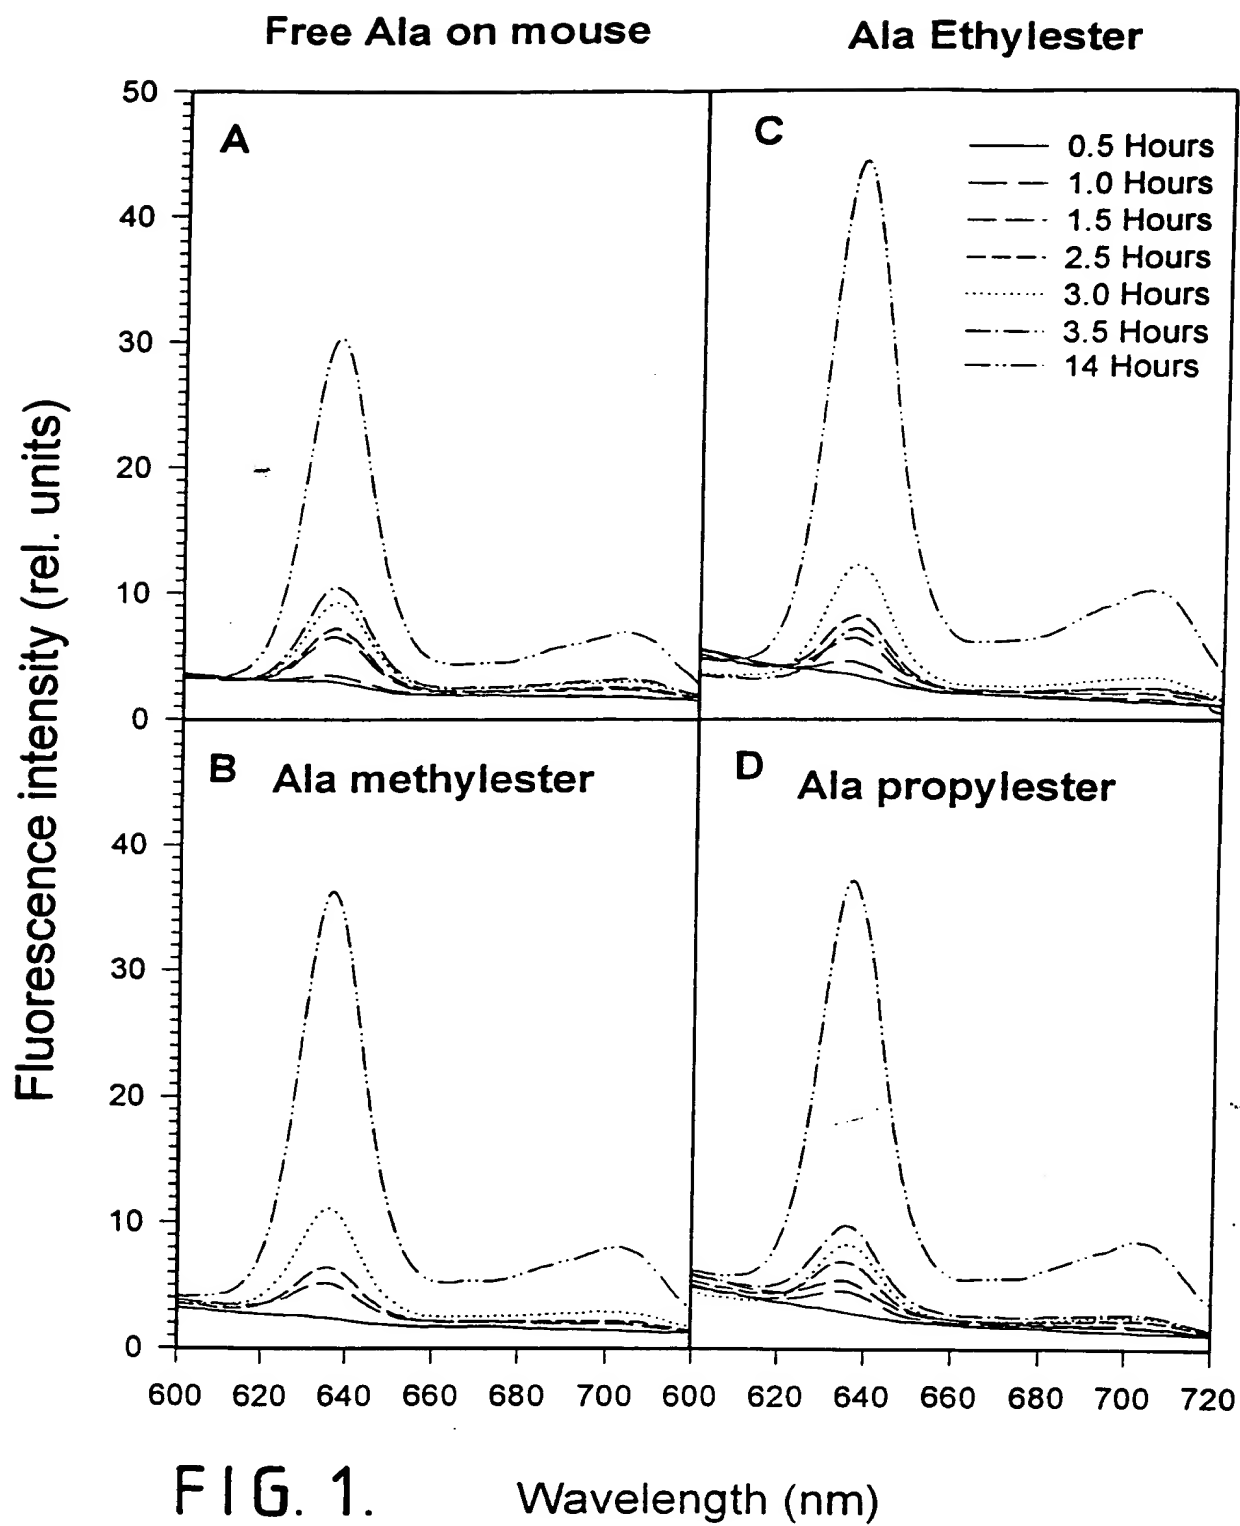 Free Ala on mouse
Ala Ethylester
Fluorescence intensity (rel. units)
50
40
30
20
10
0
A
C
0.5 Hours
1.0 Hours
1.5 Hours
2.5 Hours
3.0 Hours
3.5 Hours
14 Hours
B
Ala methylester
D
Ala propylester
40
30
20
10
0
600 620 640 660 680 700 600 620 640 660 680 700 720
FIG. 1.
Wavelength (nm)